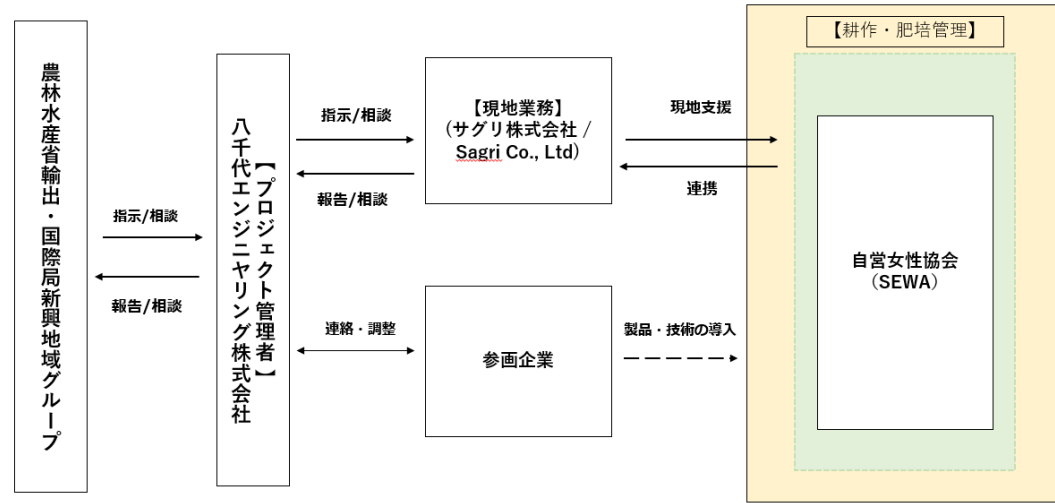 農林水産省輸出・国際局新興地域グループ
指示/相談
報告/相談
【プロジェクト管理者】
八千代エンジニヤリング株式会社
指示/相談
報告/相談
連絡・調整
【現地業務】
(サグリ株式会社 /
Sagri Co., Ltd)
参画企業
現地支援
連携
製品・技術の導入
【耕作・肥培管理】
自営女性協会
(SEWA)